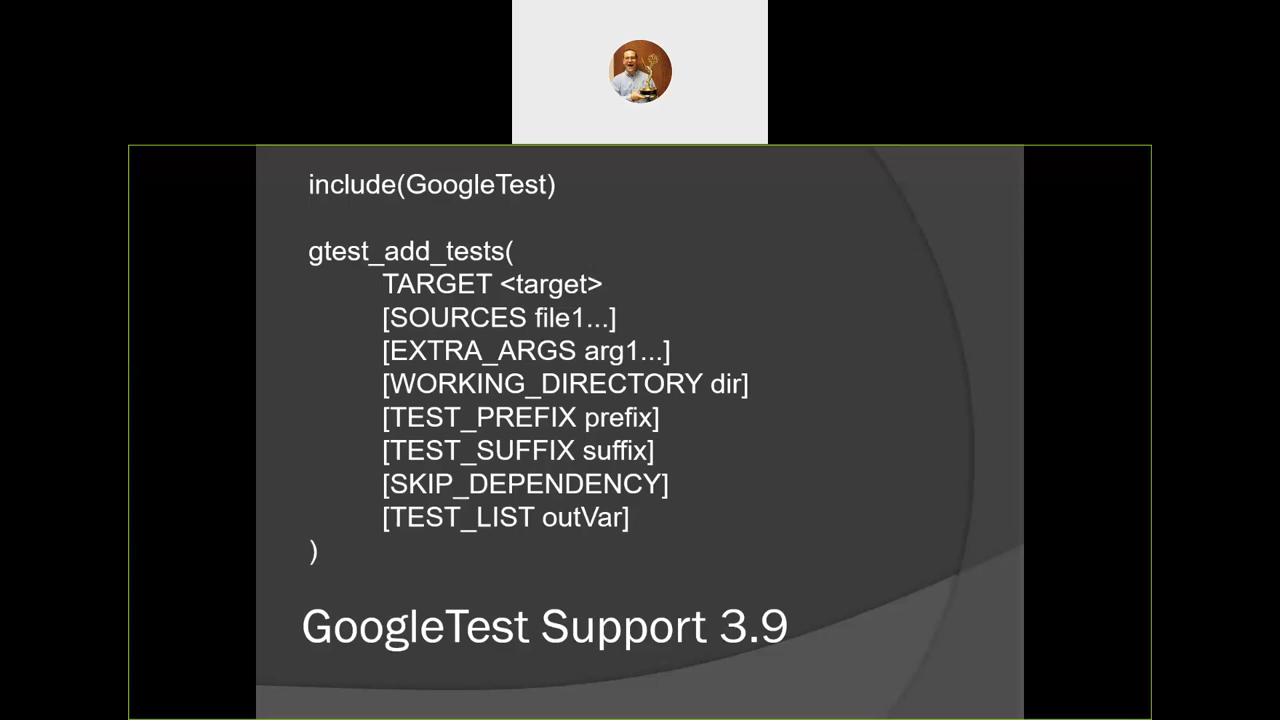 include(GoogleTest)
gtest_add_tests(
TARGET <target>
[SOURCES file1...]
[EXTRA_ARGS arg1...]
[WORKING_DIRECTORY dir]
[TEST_PREFIX prefix]
[TEST_SUFFIX suffix]
[SKIP_DEPENDENCY]
[TEST_LIST outVar]
)
GoogleTest Support 3.9